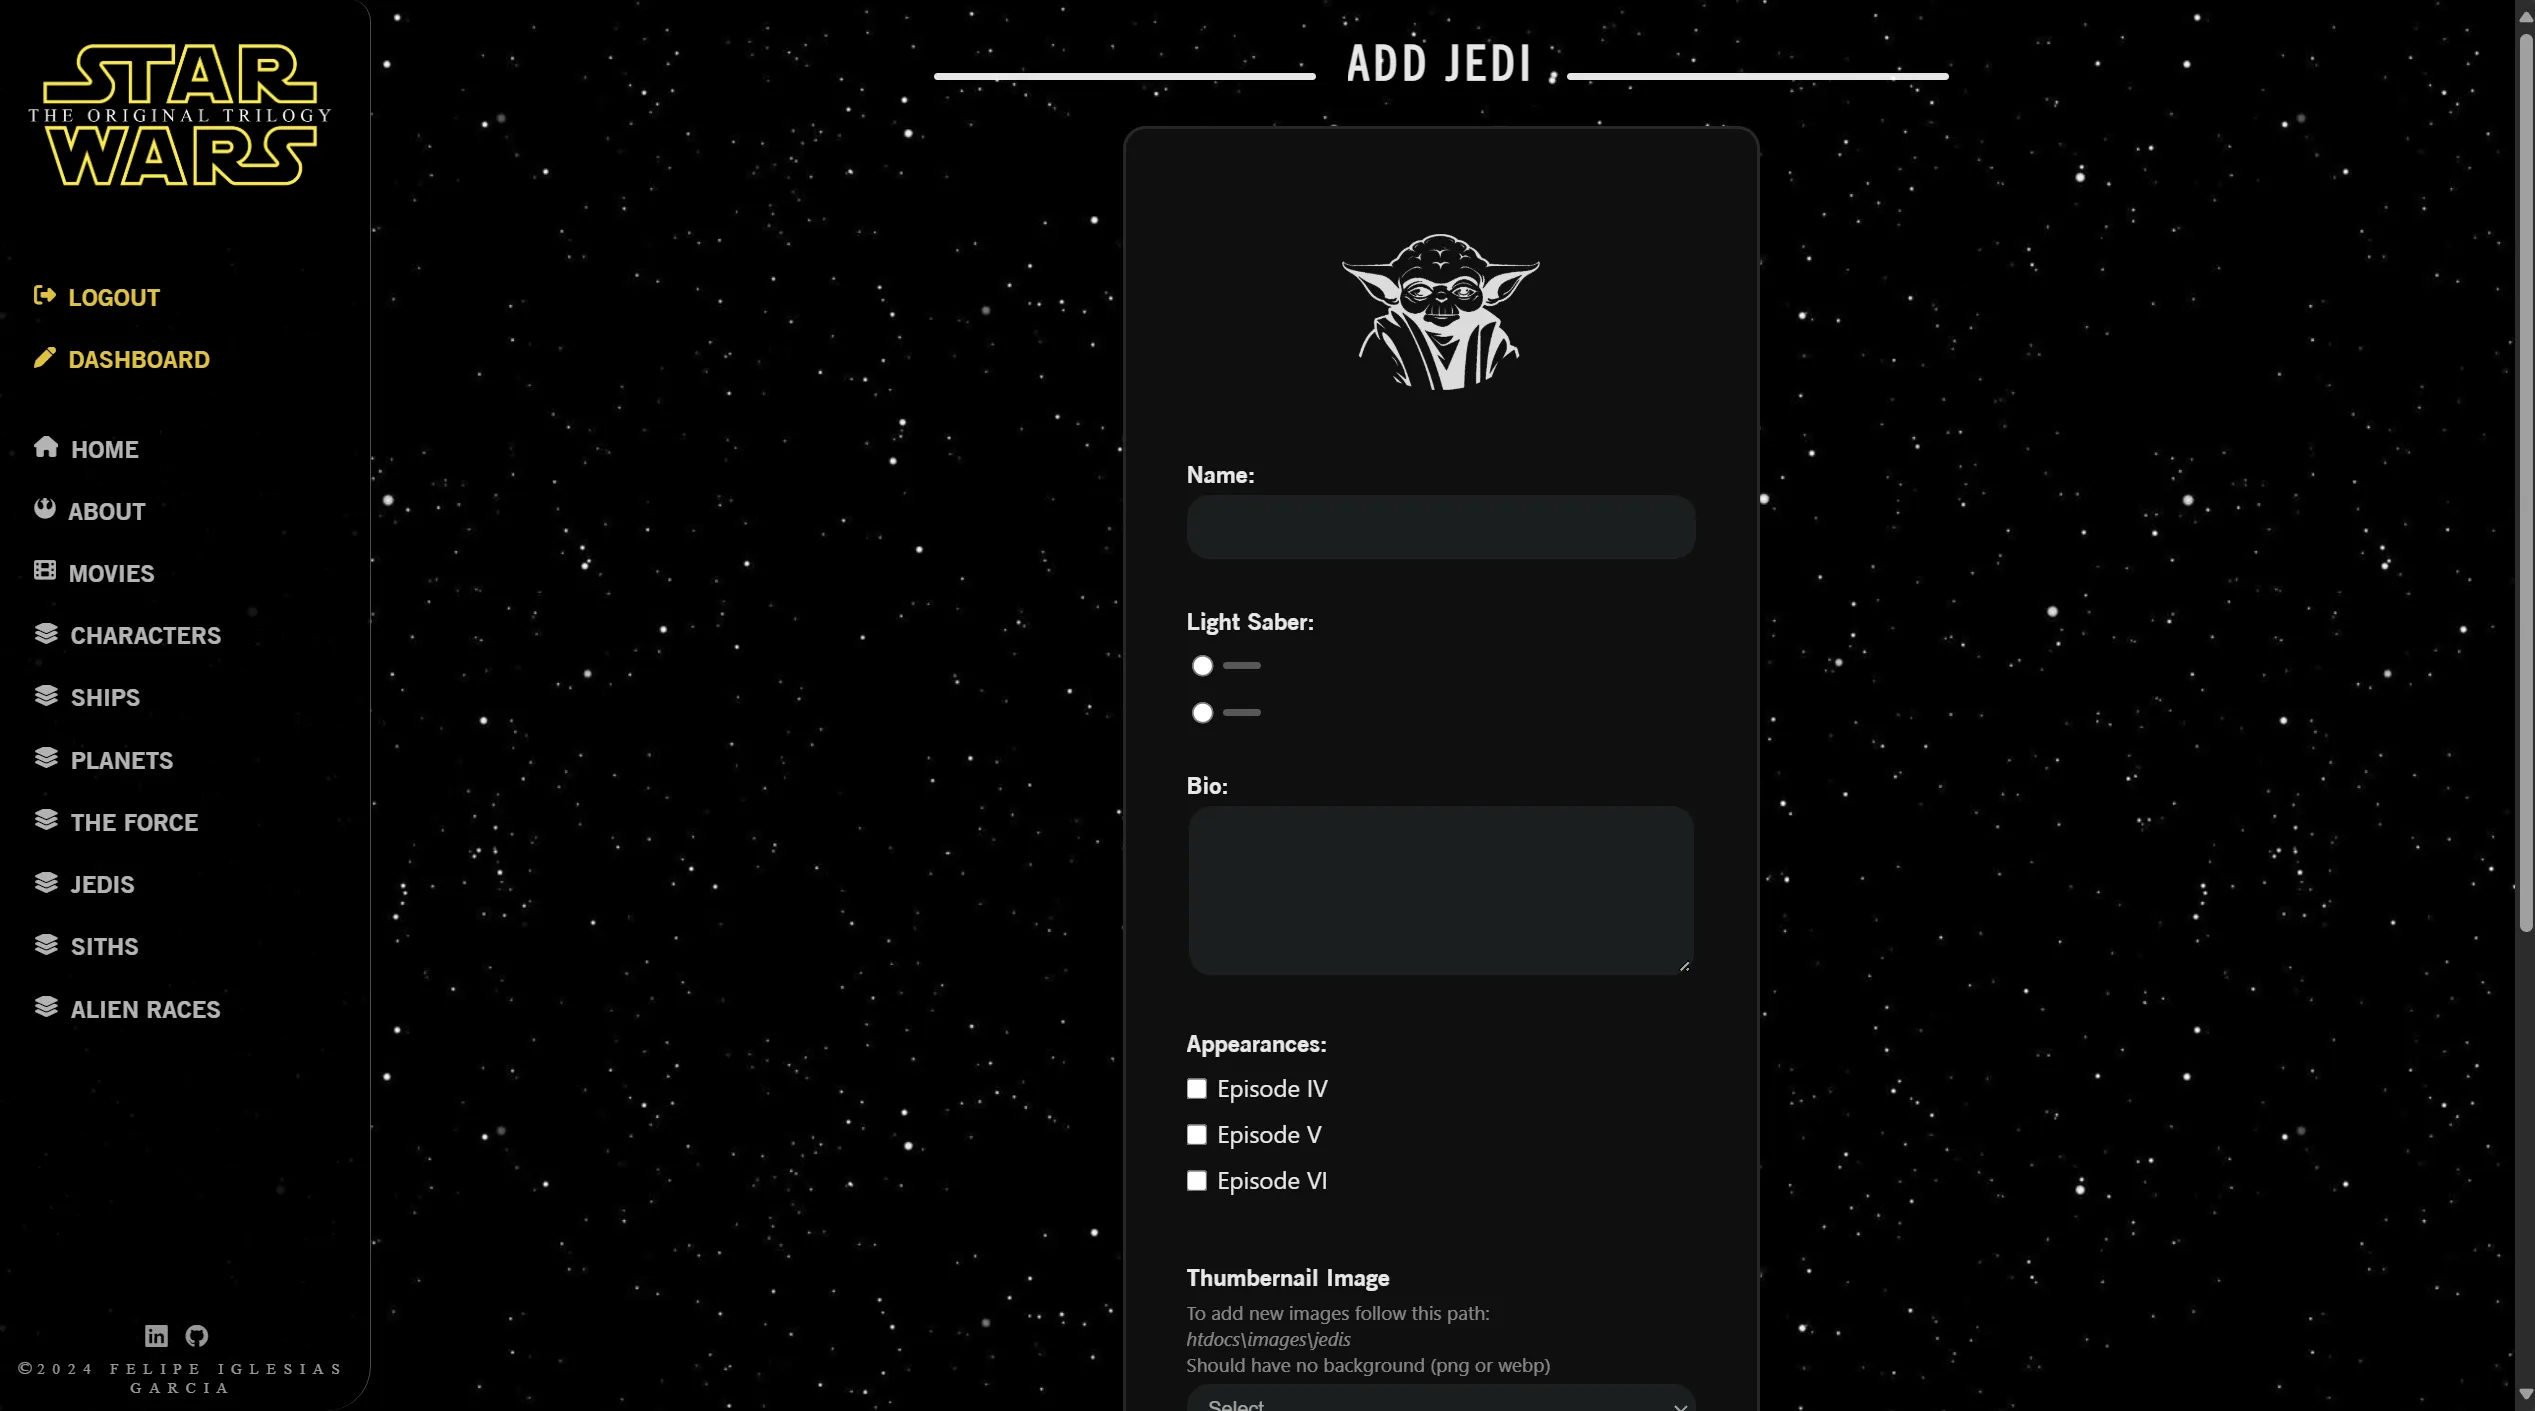 STAR
THE ORIGINAL TRILOGY
WARS
LOGOUT
DASHBOARD
HOME
ABOUT
MOVIES
CHARACTERS
SHIPS
PLANETS
THE FORCE
JEDIS
SITHS
ALIEN RACES
©2024 FELIPE IGLESIAS
GARCIA
ADD JEDI
Name:
Light Saber:
Bio:
Appearances:
Episode IV
Episode V
Episode VI
Thumbernail Image
To add new images follow this path:
htdocs\images\jedis
Should have no background (png or webp)
Select